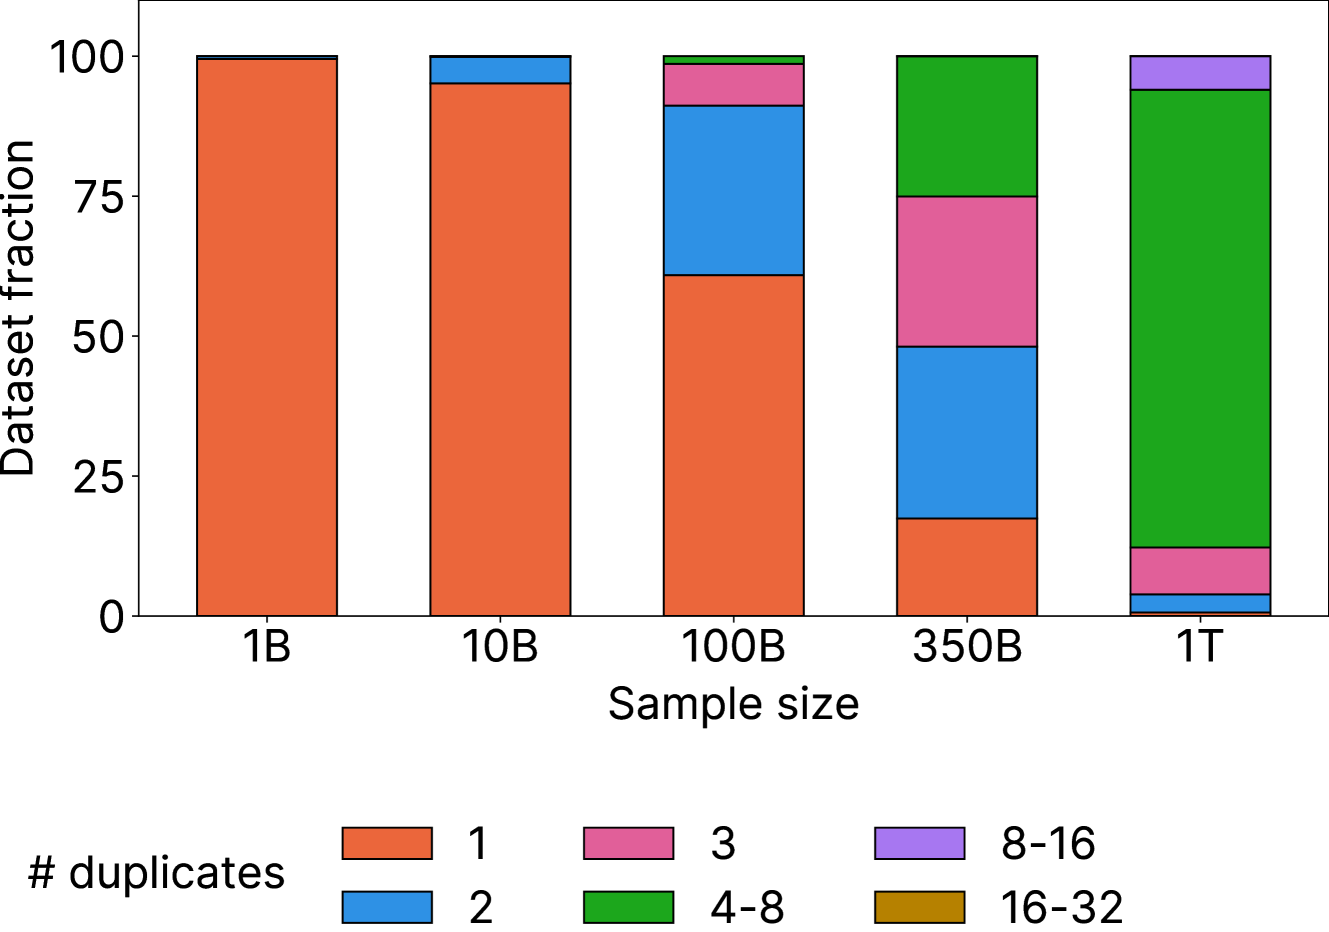 100
75
50
25
0
Dataset fraction
1B 10B 100B 350B 1T
Sample size
# duplicates
1 3 8-16
2 4-8 16-32